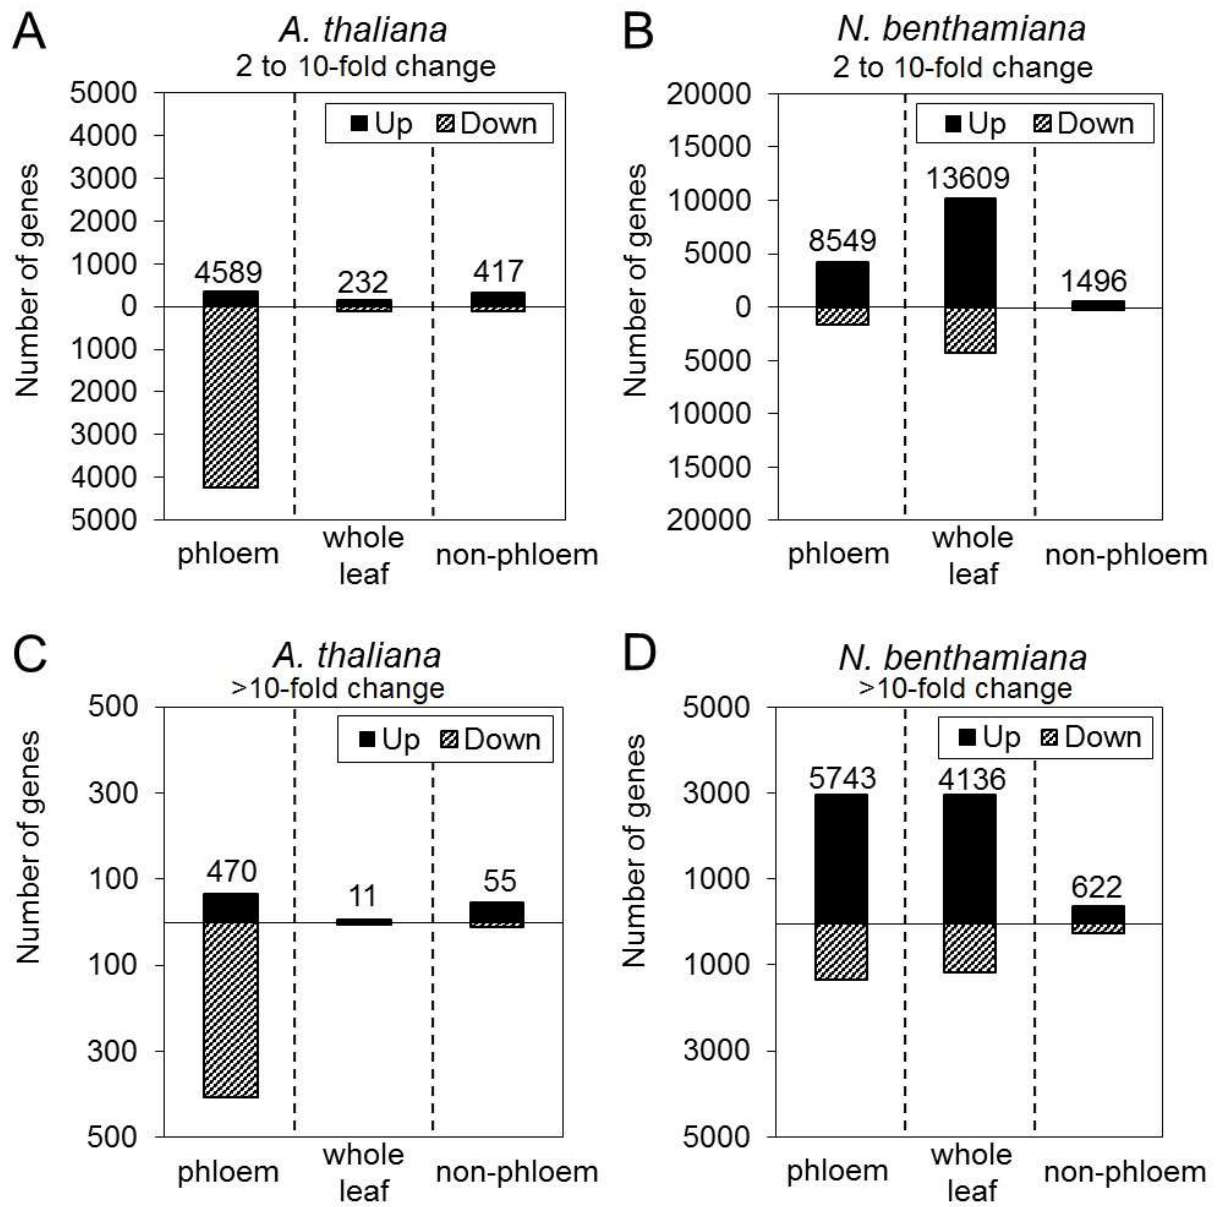 A
A. thaliana
2 to 10-fold change
Number of genes
5000
4000
3000
2000
1000
0
1000
2000
3000
4000
5000
Up Down
4589
232
417
phloem
whole
leaf
non-phloem
B
N. benthamiana
2 to 10-fold change
Number of genes
20000
15000
10000
5000
0
5000
10000
15000
20000
Up Down
8549
13609
1496
phloem
whole
leaf
non-phloem
C
A. thaliana
>10-fold change
Number of genes
500
300
100
100
300
500
Up Down
470
11
55
phloem
whole
leaf
non-phloem
D
N. benthamiana
>10-fold change
Number of genes
5000
3000
1000
1000
3000
5000
Up Down
5743
4136
622
phloem
whole
leaf
non-phloem